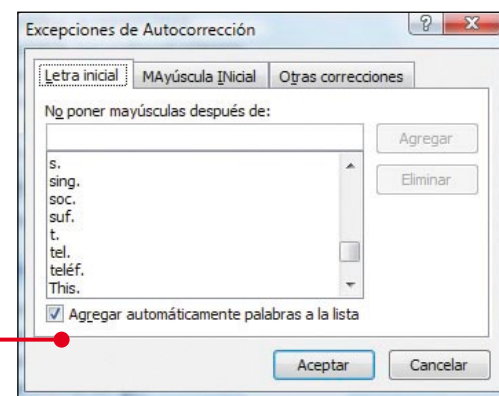 Excepciones de Autocorrección
Letra inicial
MAyúscula INicial
Otras correcciones
No poner mayúsculas después de:
Agregar
Eliminar
s.
sing.
soc.
suf.
t.
tel.
teléf.
This.
Agregar automáticamente palabras a la lista
Aceptar
Cancelar